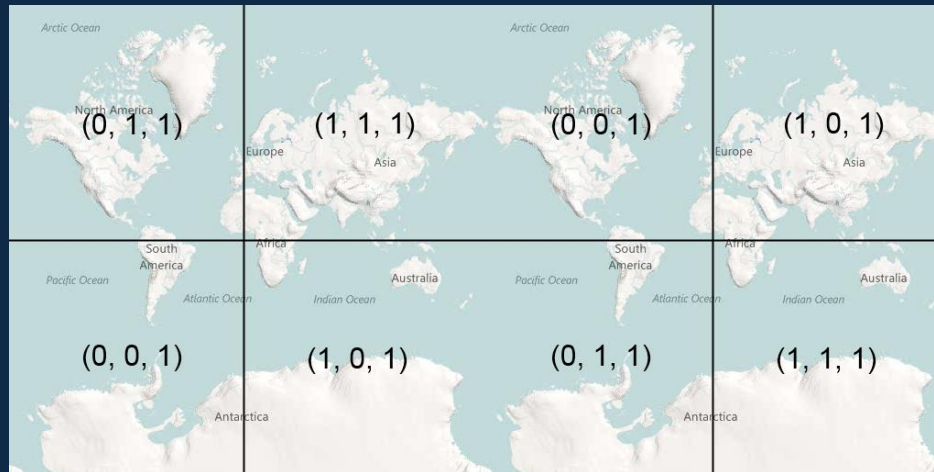 Arctic Ocean
North America
(0, 1, 1)
(1, 1, 1)
Europe
Asia
Africa
South
America
Pacific Ocean
Atlantic Ocean
Indian Ocean
Australia
(0, 0, 1)
(1, 0, 1)
Antarctica
Arctic Ocean
North America
(0, 0, 1)
(1, 0, 1)
Europe
Asia
Africa
South
America
Pacific Ocean
Atlantic Ocean
Indian Ocean
Australia
(0, 1, 1)
(1, 1, 1)
Antarctica